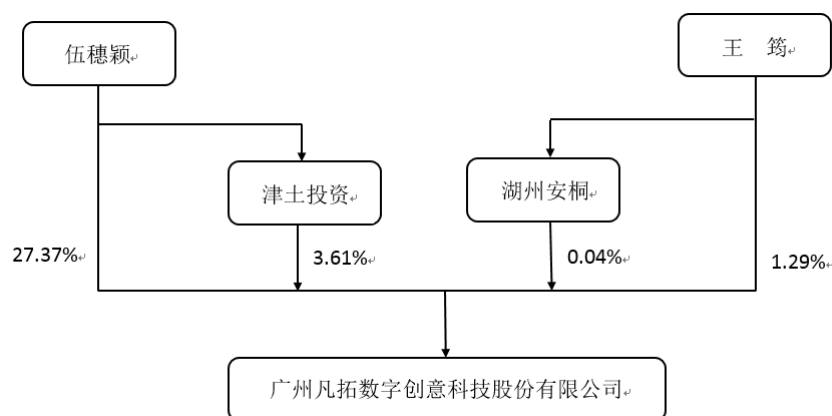 伍穗颖
王 筠
津土投资
湖州安桐
27.37%
3.61%
0.04%
1.29%
广州凡拓数字创意科技股份有限公司